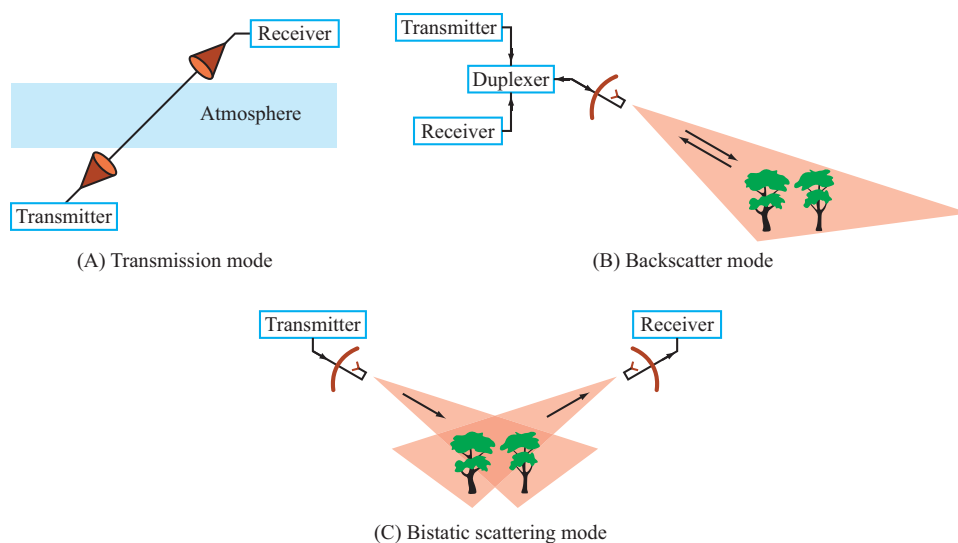 Receiver
Atmosphere
Transmitter
(A) Transmission mode
Transmitter
Duplexer
Receiver
(B) Backscatter mode
Transmitter
Receiver
(C) Bistatic scattering mode